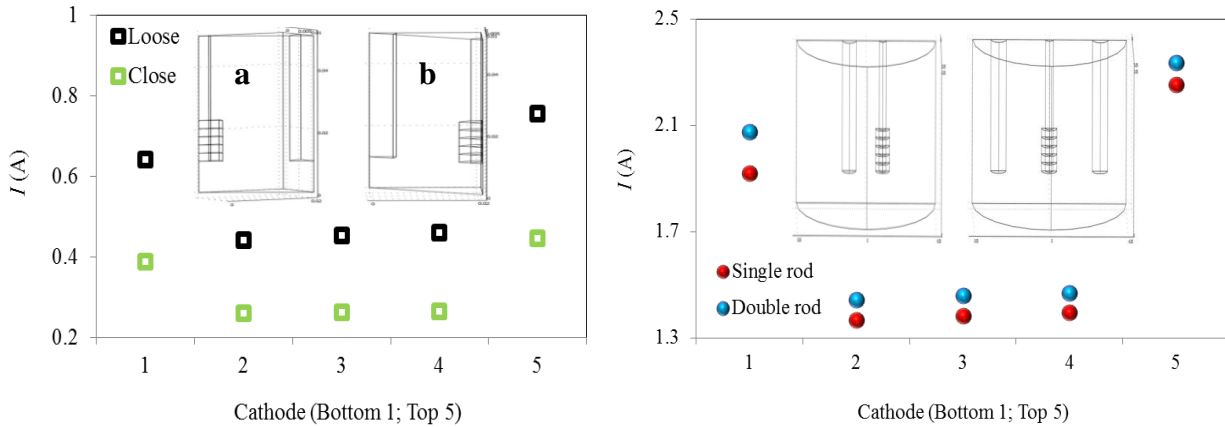 1
0.8
0.6
0.4
0.2
I (A)
Loose
Close
a
b
1 2 3 4 5
Cathode (Bottom 1; Top 5)
2.5
2.1
1.7
1.3
I (A)
Single rod
Double rod
1 2 3 4 5
Cathode (Bottom 1; Top 5)